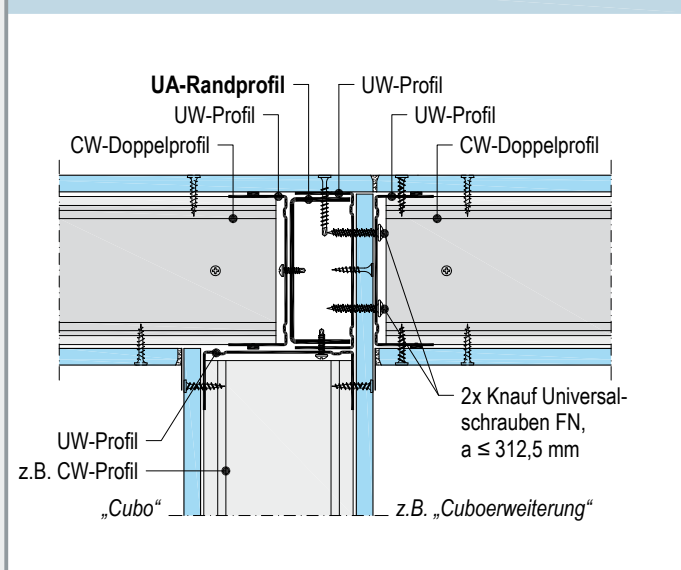 UA-Randprofil
UW-Profil
UW-Profil
UW-Profil
CW-Doppelprofil
CW-Doppelprofil
2x Knauf Universal-
schrauben FN,
a ≤ 312,5 mm
UW-Profil
z.B. CW-Profil
„Cubo“
z.B. „Cuboerweiterung“